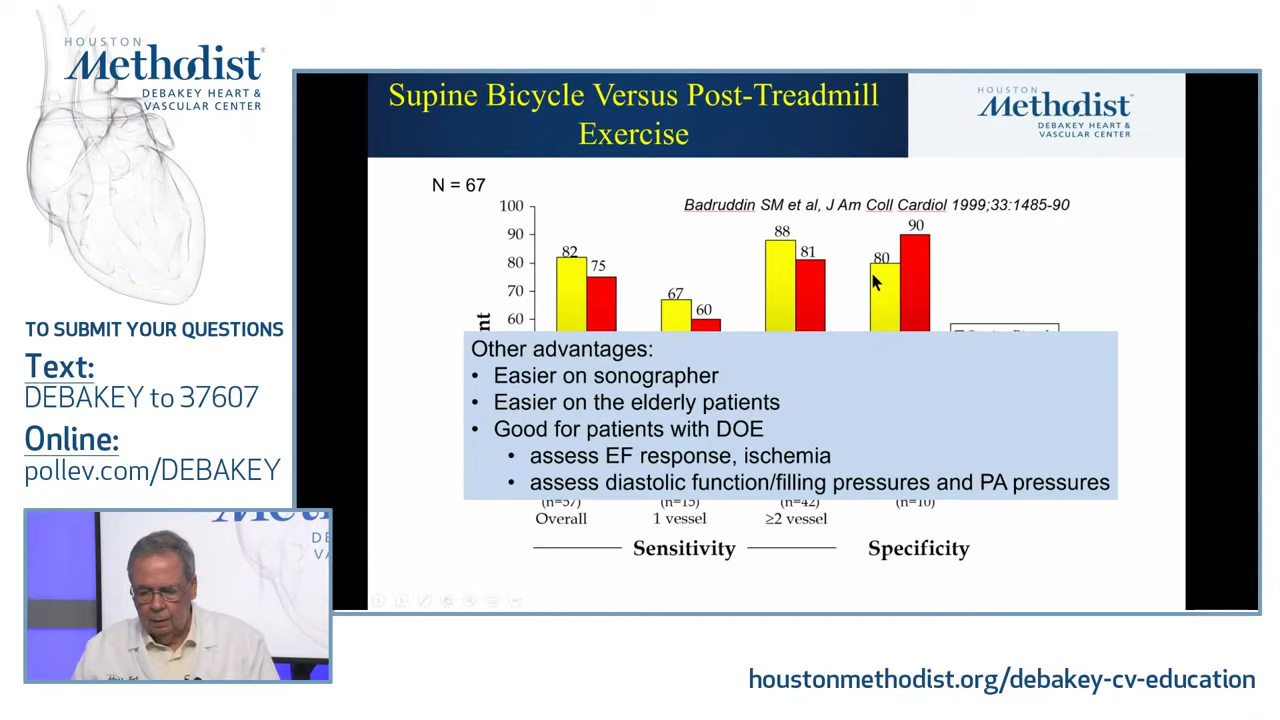 HOUSTON
Methodist
DEBAKEY HEART &
VASCULAR CENTER
TO SUBMIT YOUR QUESTIONS
Text:
DEBAKEY to 37607
Online:
pollev.com/DEBAKEY
Supine Bicycle Versus Post-Treadmill
Exercise
HOUSTON
Methodist
DEBAKEY HEART &
VASCULAR CENTER
N = 67
Badruddin SM et al, J Am Coll Cardiol 1999;33:1485-90
100
90
80
70
60
82
75
67
60
88
81
80
90
Other advantages:
• Easier on sonographer
• Easier on the elderly patients
• Good for patients with DOE
• assess EF response, ischemia
• assess diastolic function/filling pressures and PA pressures
(n=57)
(n=15)
(n=42)
(n=10)
Overall
1 vessel
≥2 vessel
Sensitivity
Specificity
houstonmethodist.org/debakey-cv-education